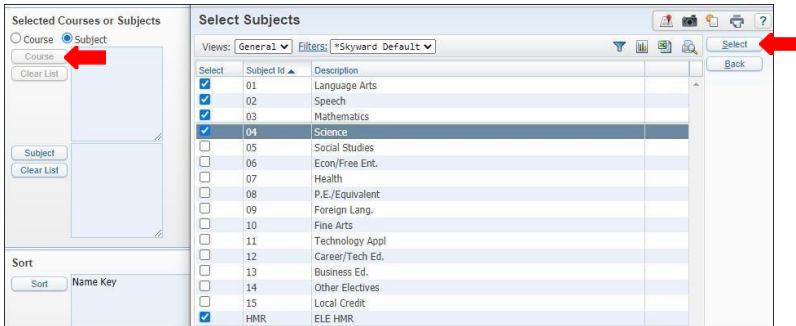 Selected Courses or Subjects
Course Subject
Course
Clear List
Subject
Clear List
Sort
Sort Name Key
Select Subjects
?
Views: General Filters: *Skyward Default
Select
Back
Select Subject Id Description
01 Language Arts
02 Speech
03 Mathematics
04 Science
05 Social Studies
06 Econ/Free Ent.
07 Health
08 P.E./Equivalent
09 Foreign Lang.
10 Fine Arts
11 Technology Appl
12 Career/Tech Ed.
13 Business Ed.
14 Other Electives
15 Local Credit
HMR ELE HMR